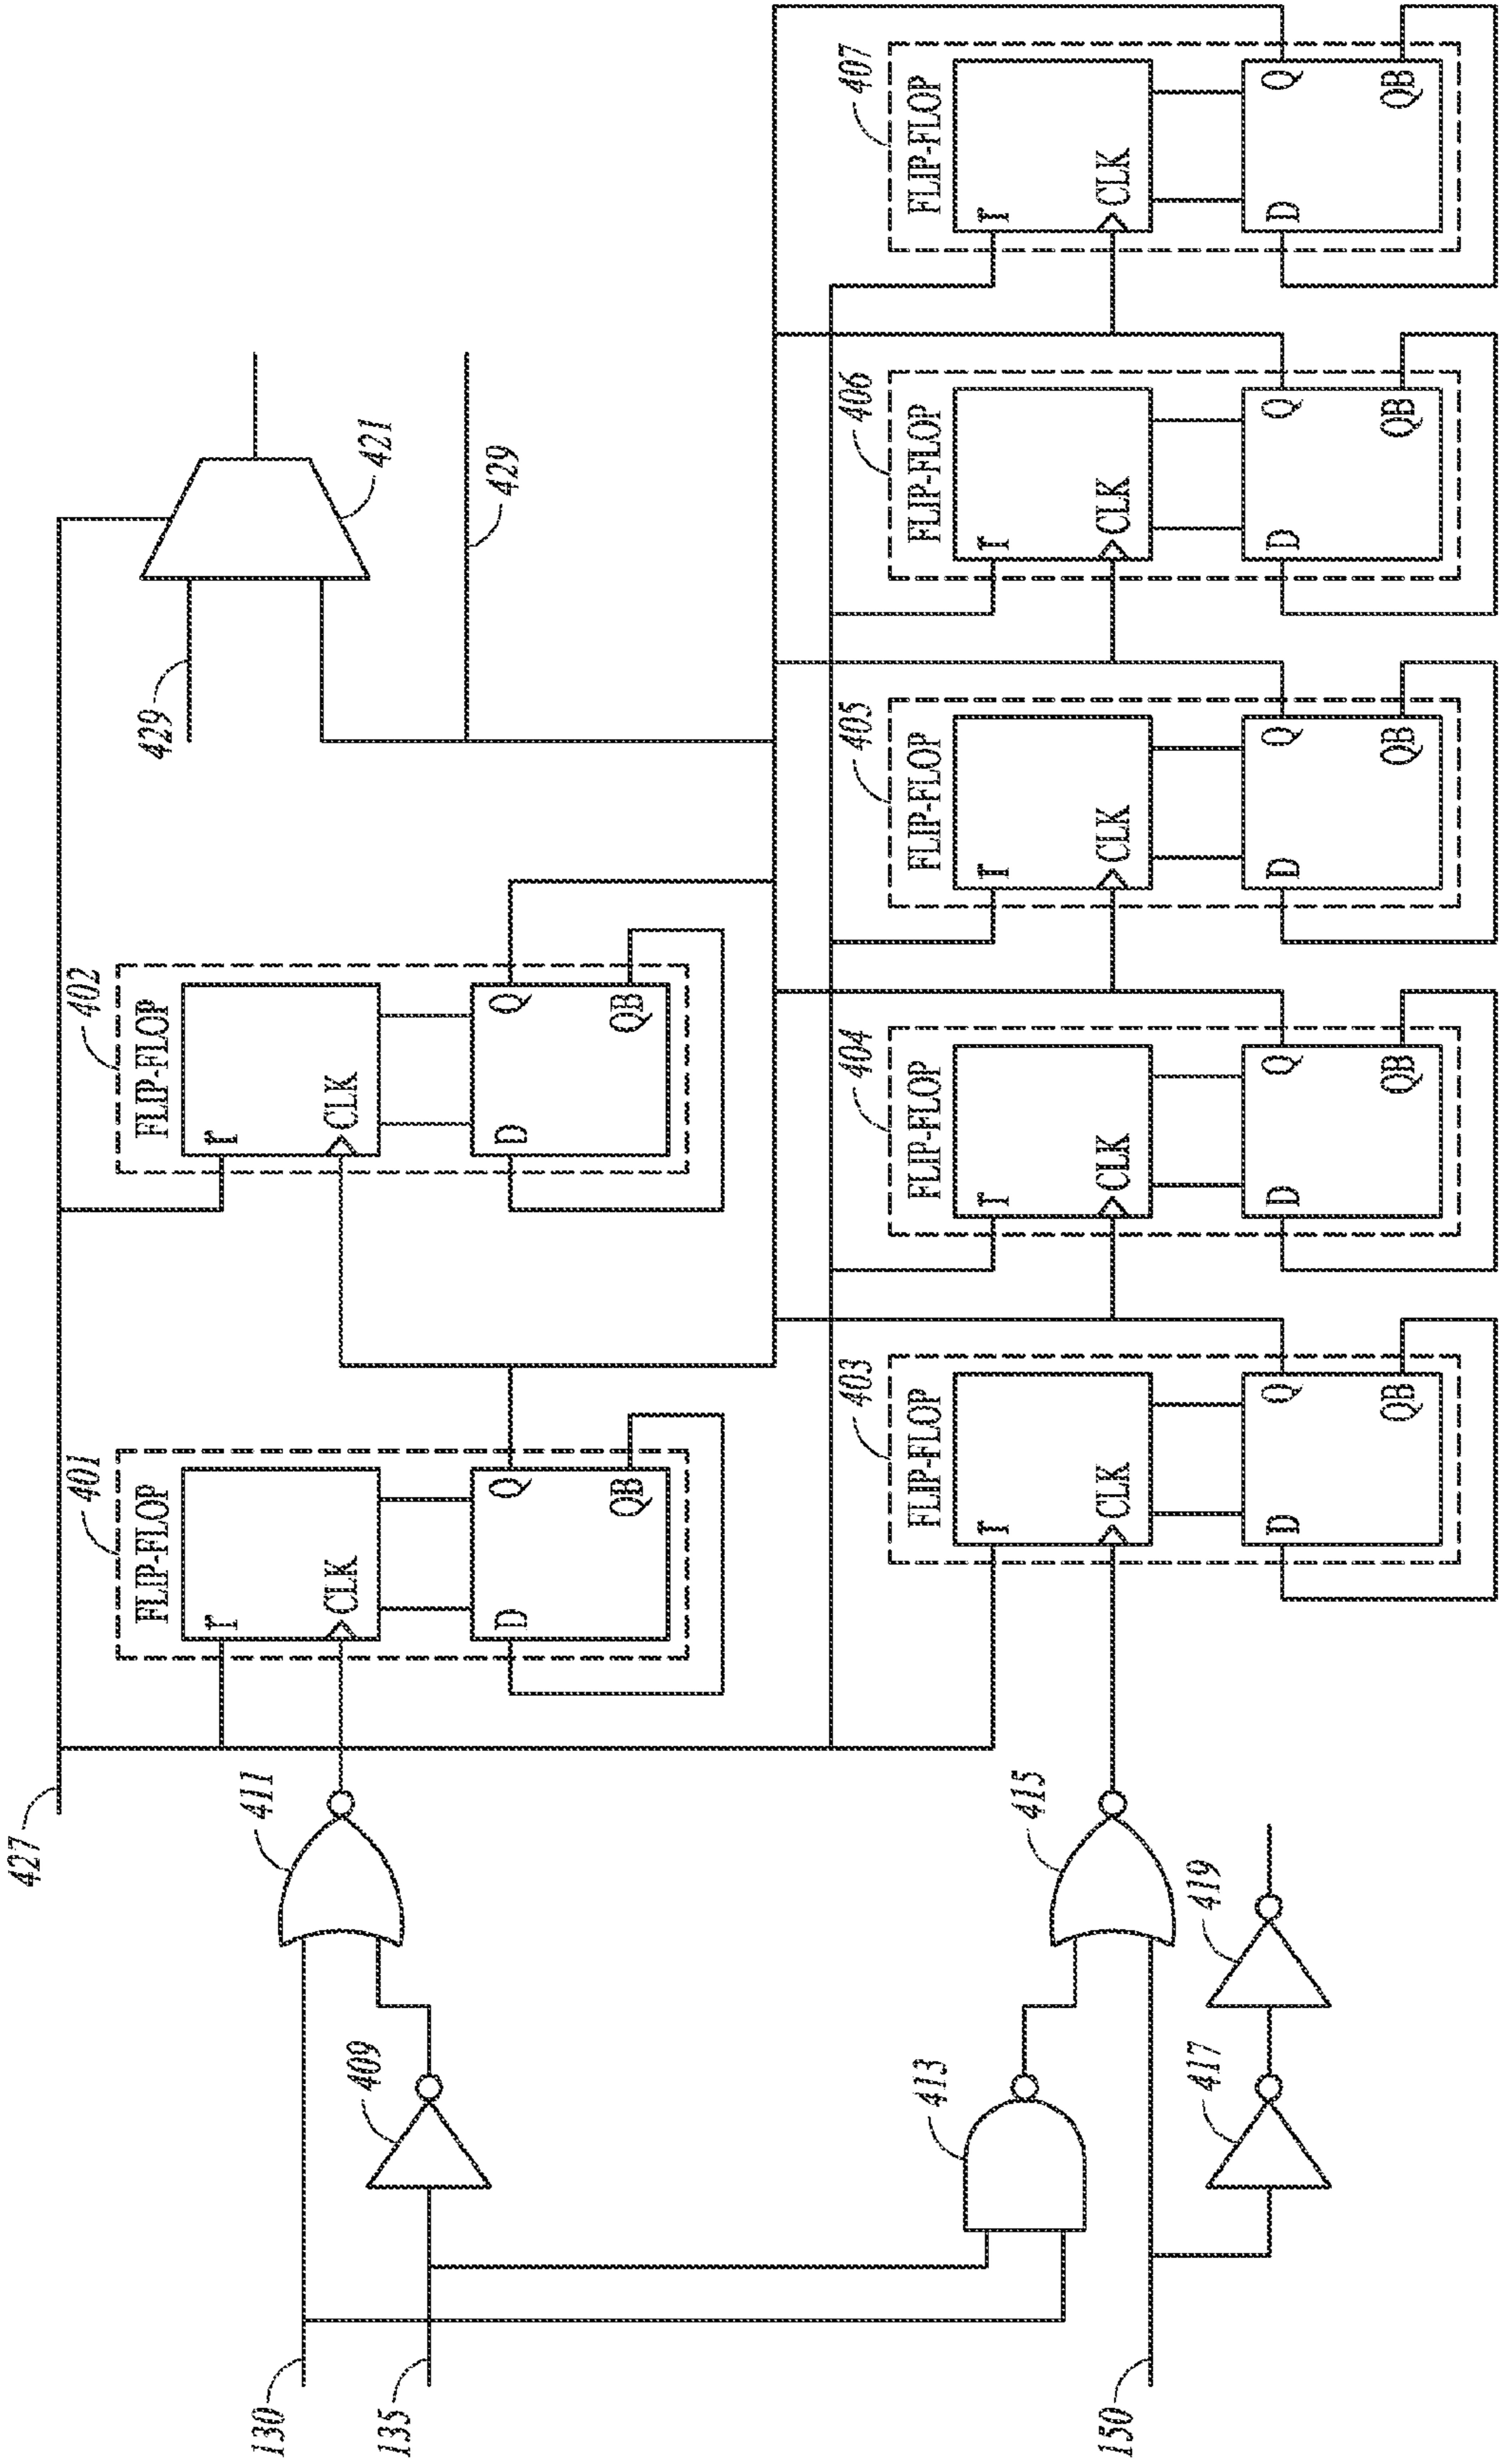 427
429
421
429
401
FLIP-FLOP
T
CLK
D
Q
QB
402
FLIP-FLOP
T
CLK
D
Q
QB
130
411
409
135
403
FLIP-FLOP
T
CLK
D
Q
QB
404
FLIP-FLOP
T
CLK
D
Q
QB
405
FLIP-FLOP
T
CLK
D
Q
QB
406
FLIP-FLOP
T
CLK
D
Q
QB
407
FLIP-FLOP
T
CLK
D
Q
QB
413
415
150
417
419